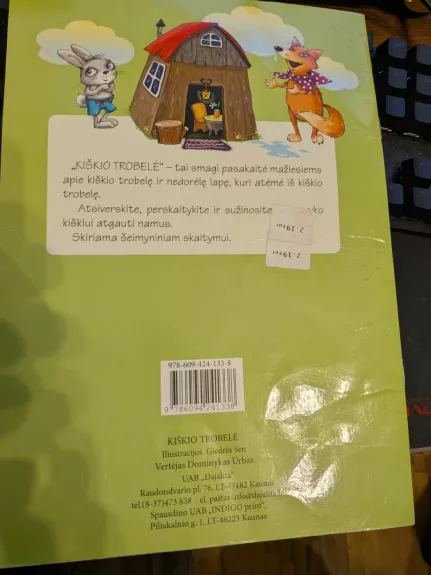 „KIŠKIO TROBELĖ“ – tai smagi pasakaitė mažiesiems
apie kiškio trobelę ir nedorėlę lapę, kuri atėmė iš kiškio
trobelę.
Atsiverskite, perskaitykite ir sužinosite
kiškiui atgauti namus.
Skiriama šeimyniniam skaitymui.
2.19Eur
2.19Eur
978-609-424-133-8
9 786094 241338
KIŠKIO TROBELĖ
Iliustracijos Giedrės Sen
Vertėjas Dominykas Urbas
UAB „Dajalita“
Raudondvario pl. 76, LT-47182 Kaunas
tel.(8-37)473 838 el. paštas info@dajalita.
Spausdino UAB „INDIGO print“,
Piliakalnio g. 1, LT-46223 Kaunas